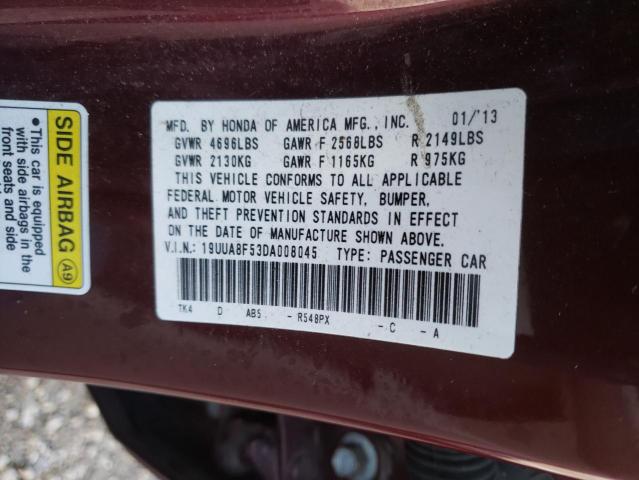 SIDE AIRBAG A9
•This car is equipped
with side airbags in the
front seats and side
MFD. BY HONDA OF AMERICA MFG., INC. 01/'13
GVWR 4696LBS GAWR F 2568LBS R 2149LBS
GVWR 2130KG GAWR F 1165KG R 975KG
THIS VEHICLE CONFORMS TO ALL APPLICABLE
FEDERAL MOTOR VEHICLE SAFETY, BUMPER,
AND THEFT PREVENTION STANDARDS IN EFFECT
ON THE DATE OF MANUFACTURE SHOWN ABOVE.
V.I.N.: 19UUA8F53DA008045 TYPE: PASSENGER CAR
TK4 D AB5 - R548PX - C - A